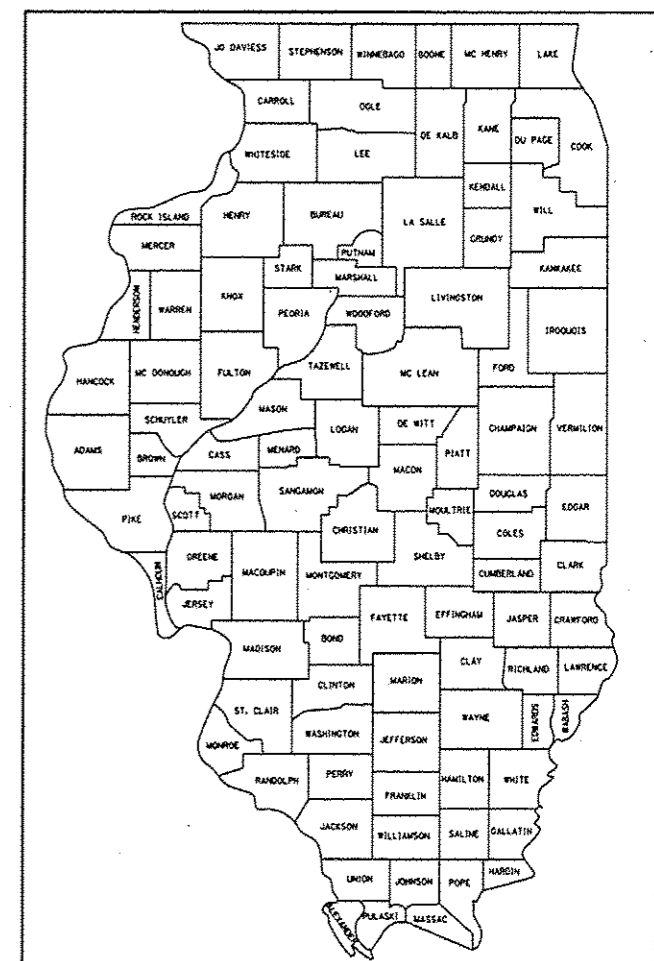 JO DAVIESS
STEPHENSON
WINNEBAGO
BOONE
MC HENRY
LAKE
CARROLL
OGLE
DE KALB
KANE
DU PAGE
COOK
WHITESIDE
LEE
KENDALL
WILL
ROCK ISLAND
HENRY
BUREAU
LA SALLE
GRUNDY
MERCER
PUTNAM
STARK
MARSHALL
KANKAKEE
HENDERSON
WARREN
KNOX
PEORIA
WOODFORD
LIVINGSTON
IROQUOIS
HANCOCK
MC DONOUGH
FULTON
TAZEWELL
MC LEAN
FORD
MASON
SCHUYLER
LOGAN
DE WITT
CHAMPAIGN
VERMILION
ADAMS
BROWN
CASS
MENARD
PIATT
MACON
MORGAN
SANGAMON
DOUGLAS
PIKE
SCOTT
CHRISTIAN
MOULTRIE
EDGAR
COLES
GREENE
MACOUPIN
MONTGOMERY
SHELBY
CALHOUN
CUMBERLAND
CLARK
JERSEY
FAYETTE
EFFINGHAM
JASPER
CRAWFORD
MADISON
BOND
CLAY
RICHLAND
LAWRENCE
CLINTON
MARION
ST. CLAIR
WAYNE
EDWARDS
WABASH
WASHINGTON
JEFFERSON
MONROE
RANDOLPH
PERRY
HAMILTON
WHITE
FRANKLIN
JACKSON
WILLIAMSON
SALINE
GALLATIN
UNION
JOHNSON
POPE
HARDIN
ALEXANDER
PULASKI
MASSAC